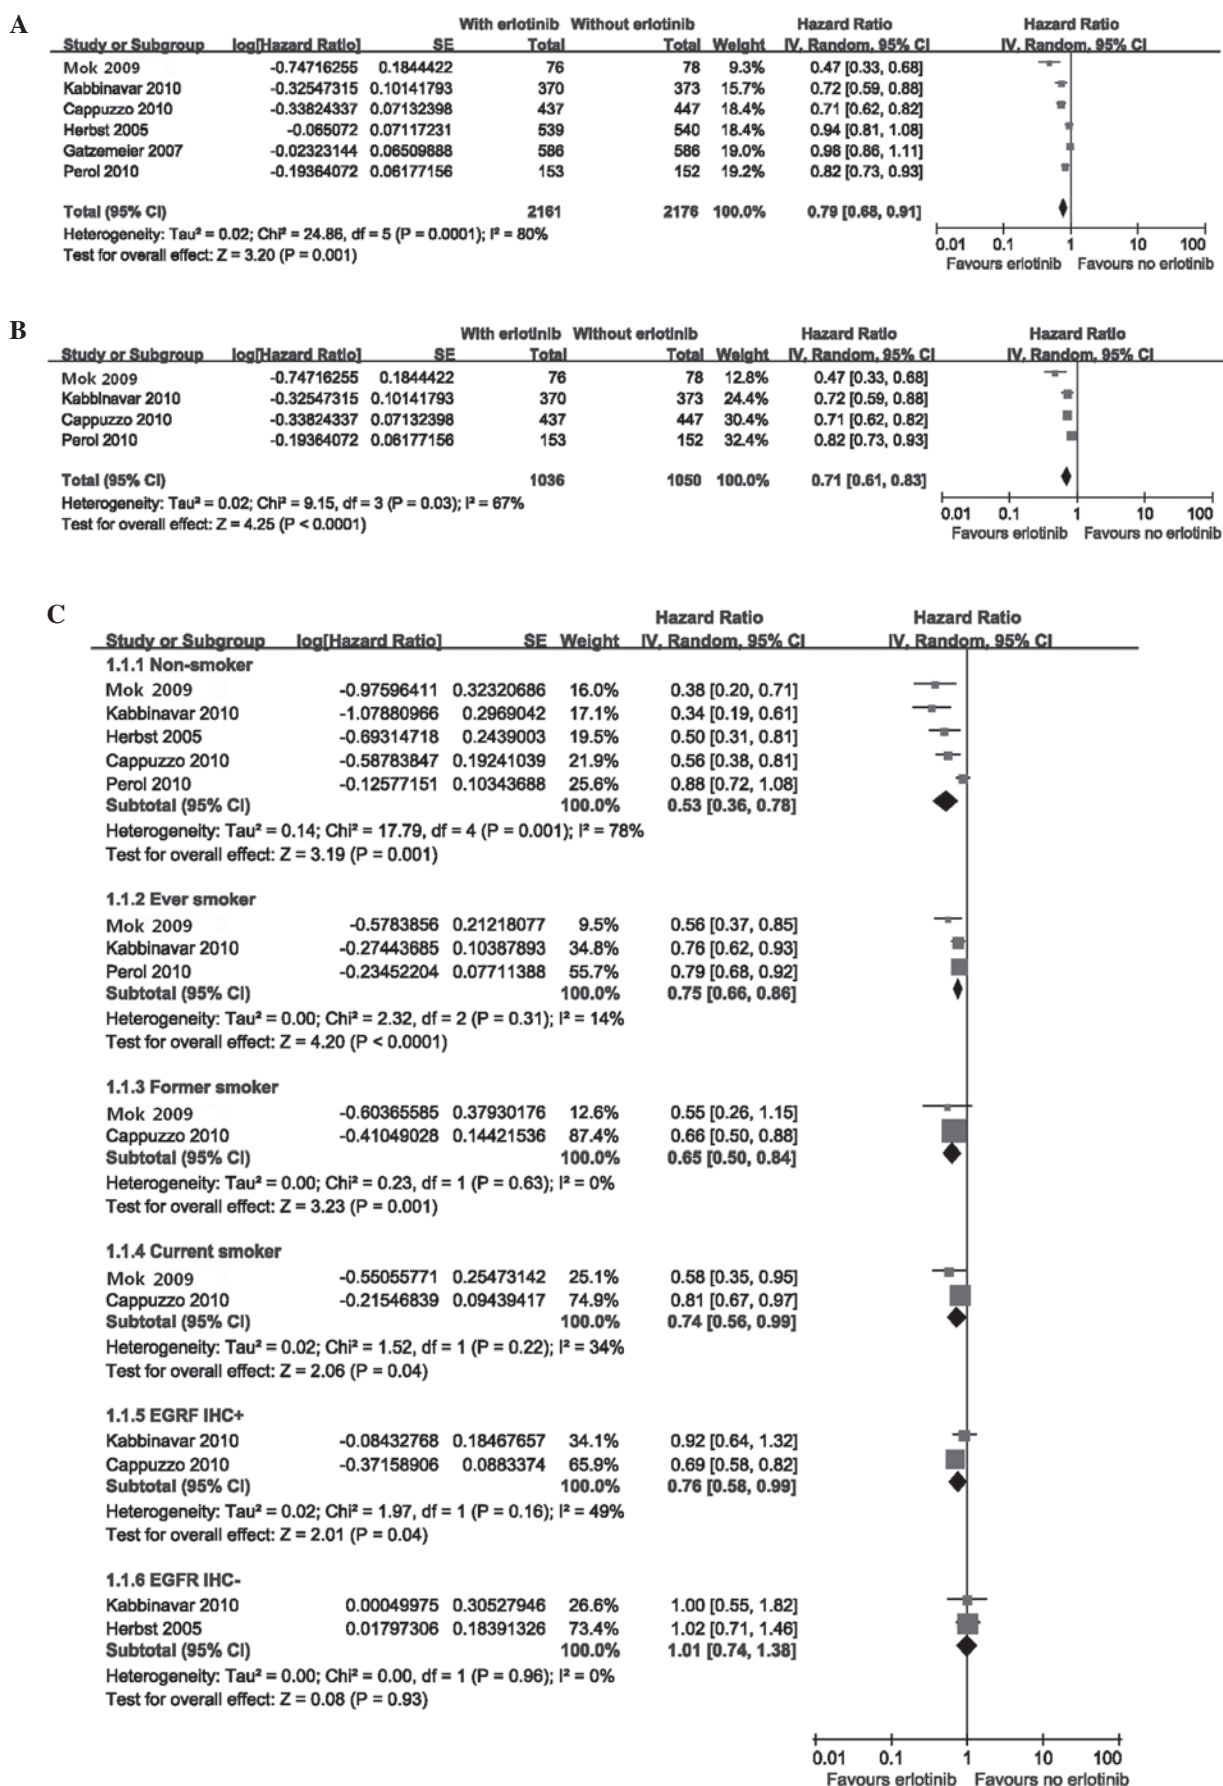 A
With erlotinib Without erlotinib Hazard Ratio Hazard Ratio
Study or Subgroup log[Hazard Ratio] SE Total Total Weight IV, Random, 95% CI IV, Random, 95% CI
Mok 2009 -0.74716255 0.1844422 76 78 9.3% 0.47 [0.33, 0.68]
Kabbinavar 2010 -0.32547315 0.10141793 370 373 15.7% 0.72 [0.59, 0.88]
Cappuzzo 2010 -0.33824337 0.07132398 437 447 18.4% 0.71 [0.62, 0.82]
Herbst 2005 -0.065072 0.07117231 539 540 18.4% 0.94 [0.81, 1.08]
Gatzemeier 2007 -0.02323144 0.06509888 586 586 19.0% 0.98 [0.86, 1.11]
Perol 2010 -0.19364072 0.06177156 153 152 19.2% 0.82 [0.73, 0.93]
Total (95% CI) 2161 2176 100.0% 0.79 [0.68, 0.91]
Heterogeneity: Tau² = 0.02; Chi² = 24.86, df = 5 (P = 0.0001); I² = 80%
Test for overall effect: Z = 3.20 (P = 0.001)
0.01 0.1 1 10 100
Favours erlotinib Favours no erlotinib
B
With erlotinib Without erlotinib Hazard Ratio Hazard Ratio
Study or Subgroup log[Hazard Ratio] SE Total Total Weight IV, Random, 95% CI IV, Random, 95% CI
Mok 2009 -0.74716255 0.1844422 76 78 12.8% 0.47 [0.33, 0.68]
Kabbinavar 2010 -0.32547315 0.10141793 370 373 24.4% 0.72 [0.59, 0.88]
Cappuzzo 2010 -0.33824337 0.07132398 437 447 30.4% 0.71 [0.62, 0.82]
Perol 2010 -0.19364072 0.06177156 153 152 32.4% 0.82 [0.73, 0.93]
Total (95% CI) 1036 1050 100.0% 0.71 [0.61, 0.83]
Heterogeneity: Tau² = 0.02; Chi² = 9.15, df = 3 (P = 0.03); I² = 67%
Test for overall effect: Z = 4.25 (P < 0.0001)
0.01 0.1 1 10 100
Favours erlotinib Favours no erlotinib
C
Hazard Ratio Hazard Ratio
Study or Subgroup log[Hazard Ratio] SE Weight IV, Random, 95% CI IV, Random, 95% CI
1.1.1 Non-smoker
Mok 2009 -0.97596411 0.32320686 16.0% 0.38 [0.20, 0.71]
Kabbinavar 2010 -1.07880966 0.2969042 17.1% 0.34 [0.19, 0.61]
Herbst 2005 -0.69314718 0.2439003 19.5% 0.50 [0.31, 0.81]
Cappuzzo 2010 -0.58783847 0.19241039 21.9% 0.56 [0.38, 0.81]
Perol 2010 -0.12577151 0.10343688 25.6% 0.88 [0.72, 1.08]
Subtotal (95% CI) 100.0% 0.53 [0.36, 0.78]
Heterogeneity: Tau² = 0.14; Chi² = 17.79, df = 4 (P = 0.001); I² = 78%
Test for overall effect: Z = 3.19 (P = 0.001)
1.1.2 Ever smoker
Mok 2009 -0.5783856 0.21218077 9.5% 0.56 [0.37, 0.85]
Kabbinavar 2010 -0.27443685 0.10387893 34.8% 0.76 [0.62, 0.93]
Perol 2010 -0.23452204 0.07711388 55.7% 0.79 [0.68, 0.92]
Subtotal (95% CI) 100.0% 0.75 [0.66, 0.86]
Heterogeneity: Tau² = 0.00; Chi² = 2.32, df = 2 (P = 0.31); I² = 14%
Test for overall effect: Z = 4.20 (P < 0.0001)
1.1.3 Former smoker
Mok 2009 -0.60365585 0.37930176 12.6% 0.55 [0.26, 1.15]
Cappuzzo 2010 -0.41049028 0.14421536 87.4% 0.66 [0.50, 0.88]
Subtotal (95% CI) 100.0% 0.65 [0.50, 0.84]
Heterogeneity: Tau² = 0.00; Chi² = 0.23, df = 1 (P = 0.63); I² = 0%
Test for overall effect: Z = 3.23 (P = 0.001)
1.1.4 Current smoker
Mok 2009 -0.55055771 0.25473142 25.1% 0.58 [0.35, 0.95]
Cappuzzo 2010 -0.21546839 0.09439417 74.9% 0.81 [0.67, 0.97]
Subtotal (95% CI) 100.0% 0.74 [0.56, 0.99]
Heterogeneity: Tau² = 0.02; Chi² = 1.52, df = 1 (P = 0.22); I² = 34%
Test for overall effect: Z = 2.06 (P = 0.04)
1.1.5 EGRF IHC+
Kabbinavar 2010 -0.08432768 0.18467657 34.1% 0.92 [0.64, 1.32]
Cappuzzo 2010 -0.37158906 0.0883374 65.9% 0.69 [0.58, 0.82]
Subtotal (95% CI) 100.0% 0.76 [0.58, 0.99]
Heterogeneity: Tau² = 0.02; Chi² = 1.97, df = 1 (P = 0.16); I² = 49%
Test for overall effect: Z = 2.01 (P = 0.04)
1.1.6 EGFR IHC-
Kabbinavar 2010 0.00049975 0.30527946 26.6% 1.00 [0.55, 1.82]
Herbst 2005 0.01797306 0.18391326 73.4% 1.02 [0.71, 1.46]
Subtotal (95% CI) 100.0% 1.01 [0.74, 1.38]
Heterogeneity: Tau² = 0.00; Chi² = 0.00, df = 1 (P = 0.96); I² = 0%
Test for overall effect: Z = 0.08 (P = 0.93)
0.01 0.1 1 10 100
Favours erlotinib Favours no erlotinib